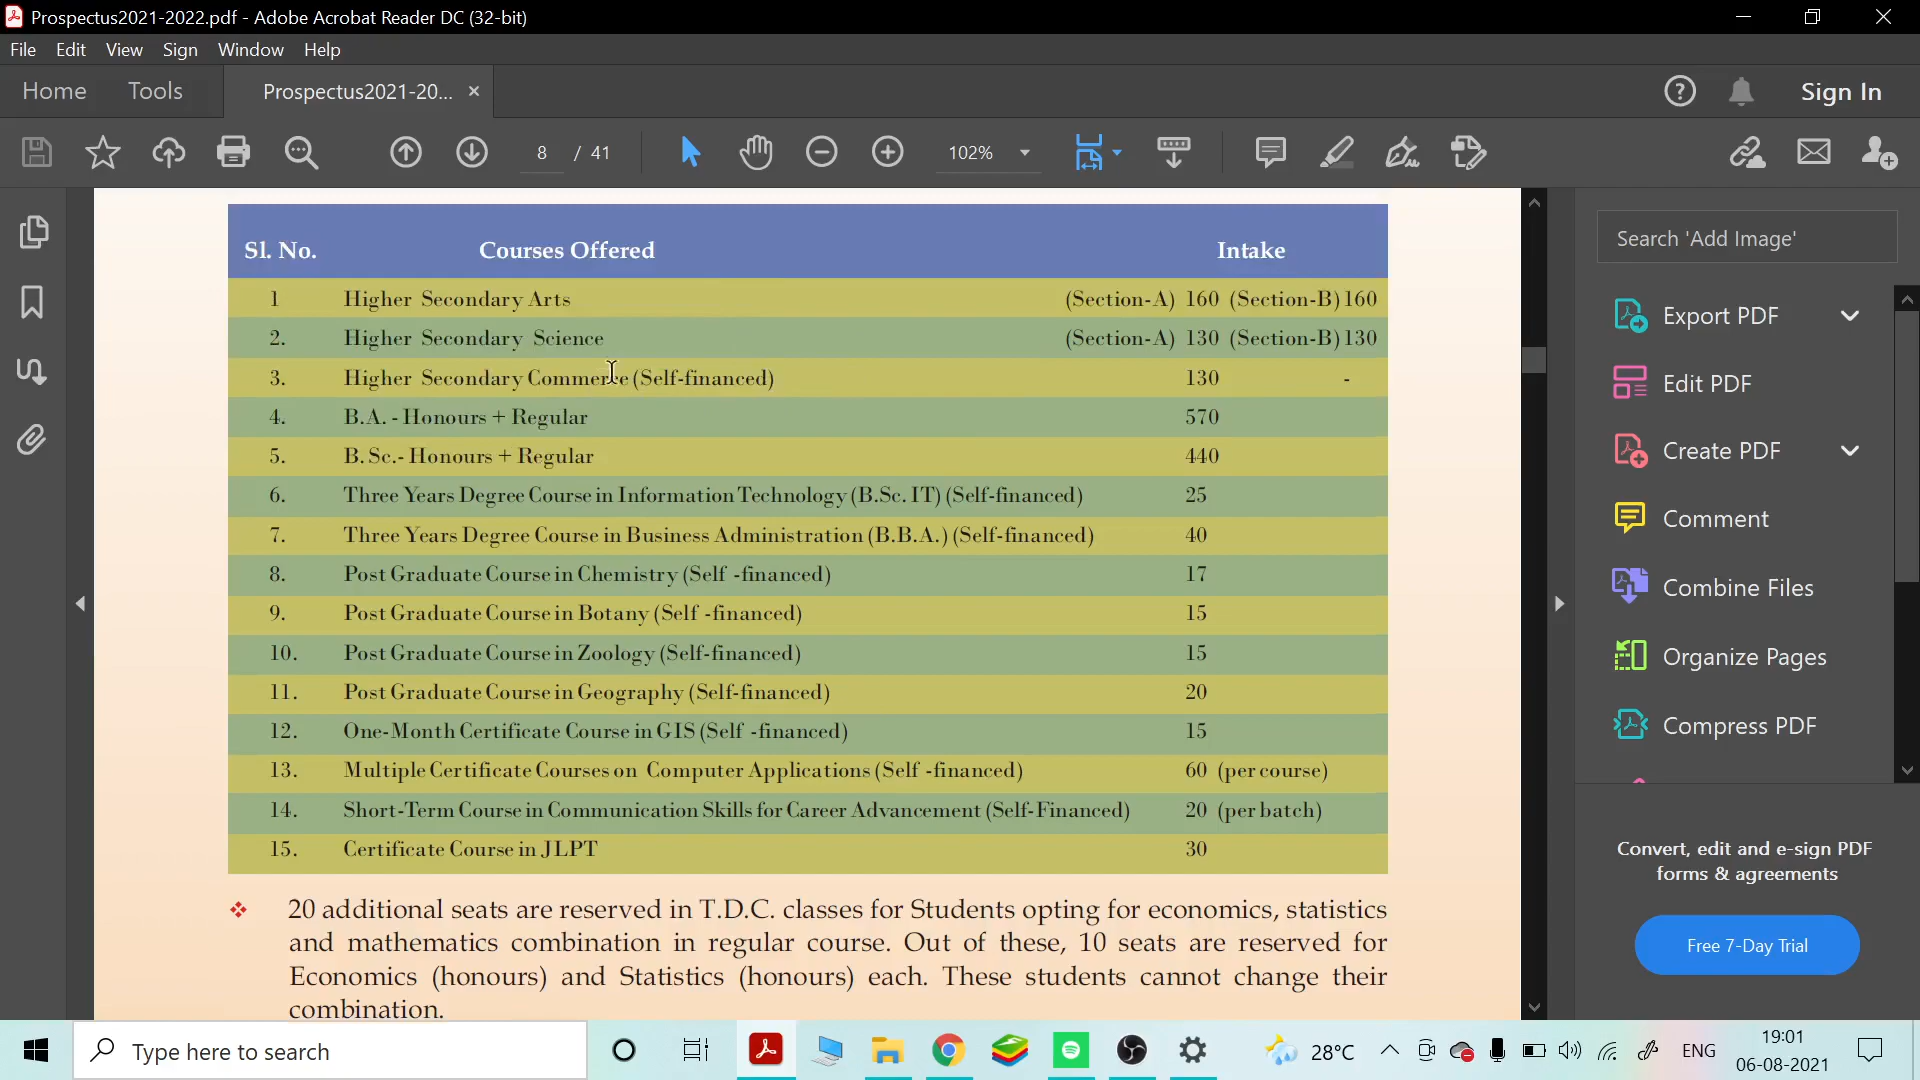 Prospectus2021-2022.pdf - Adobe Acrobat Reader DC (32-bit)
File Edit View Sign Window Help
Home Tools Prospectus2021-20... × Sign In
8 / 41 102%
Search 'Add Image'
Export PDF
Edit PDF
Create PDF
Comment
Combine Files
Organize Pages
Compress PDF
Convert, edit and e-sign PDF
forms & agreements
Free 7-Day Trial
Sl. No. Courses Offered Intake
1 Higher Secondary Arts (Section-A) 160 (Section-B)160
2. Higher Secondary Science (Section-A) 130 (Section-B)130
3. Higher Secondary Commerce (Self-financed) 130 -
4. B.A. - Honours + Regular 570
5. B. Sc.- Honours + Regular 440
6. Three Years Degree Course in Information Technology (B.Sc. IT) (Self-financed) 25
7. Three Years Degree Course in Business Administration (B.B.A.) (Self-financed) 40
8. Post Graduate Course in Chemistry (Self -financed) 17
9. Post Graduate Course in Botany (Self -financed) 15
10. Post Graduate Course in Zoology (Self-financed) 15
11. Post Graduate Course in Geography (Self-financed) 20
12. One-Month Certificate Course in GIS (Self -financed) 15
13. Multiple Certificate Courses on Computer Applications (Self -financed) 60 (per course)
14. Short-Term Course in Communication Skills for Career Advancement (Self-Financed) 20 (per batch)
15. Certificate Course in JLPT 30
❖ 20 additional seats are reserved in T.D.C. classes for Students opting for economics, statistics
and mathematics combination in regular course. Out of these, 10 seats are reserved for
Economics (honours) and Statistics (honours) each. These students cannot change their
combination.
Type here to search
28°C
ENG
19:01
06-08-2021